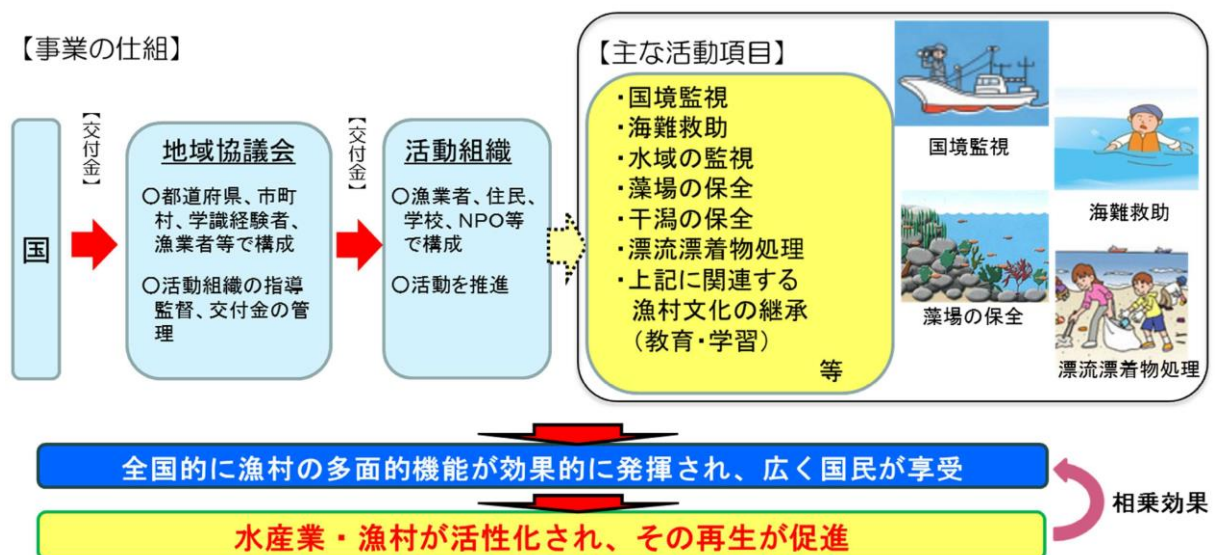 【事業の仕組】
国
【交付金】
地域協議会
○都道府県、市町
村、学識経験者、
漁業者等で構成
○活動組織の指導
監督、交付金の管
理
【交付金】
活動組織
○漁業者、住民、
学校、NPO等
で構成
○活動を推進
【主な活動項目】
・国境監視
・海難救助
・水域の監視
・藻場の保全
・干潟の保全
・漂流漂着物処理
・上記に関連する
漁村文化の継承
（教育・学習）
等
国境監視
海難救助
藻場の保全
漂流漂着物処理
全国的に漁村の多面的機能が効果的に発揮され、広く国民が享受
水産業・漁村が活性化され、その再生が促進
相乗効果